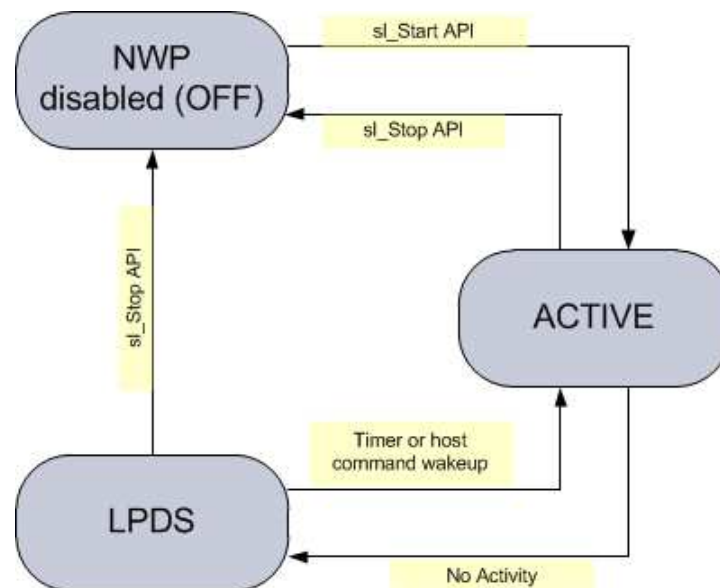 sl_Start API
NWP
disabled (OFF)
sl_Stop API
sl_Stop API
ACTIVE
Timer or host
command wakeup
LPDS
No Activity